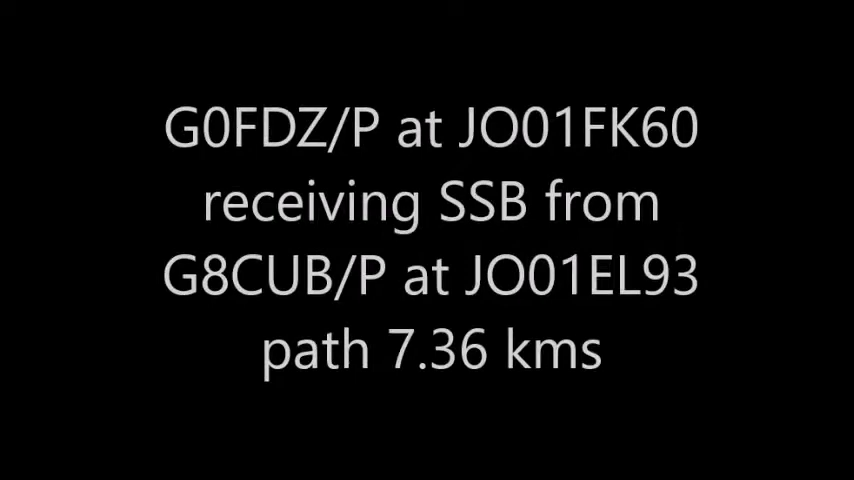 G0FDZ/P at JO01FK60
receiving SSB from
G8CUB/P at JO01EL93
path 7.36 kms